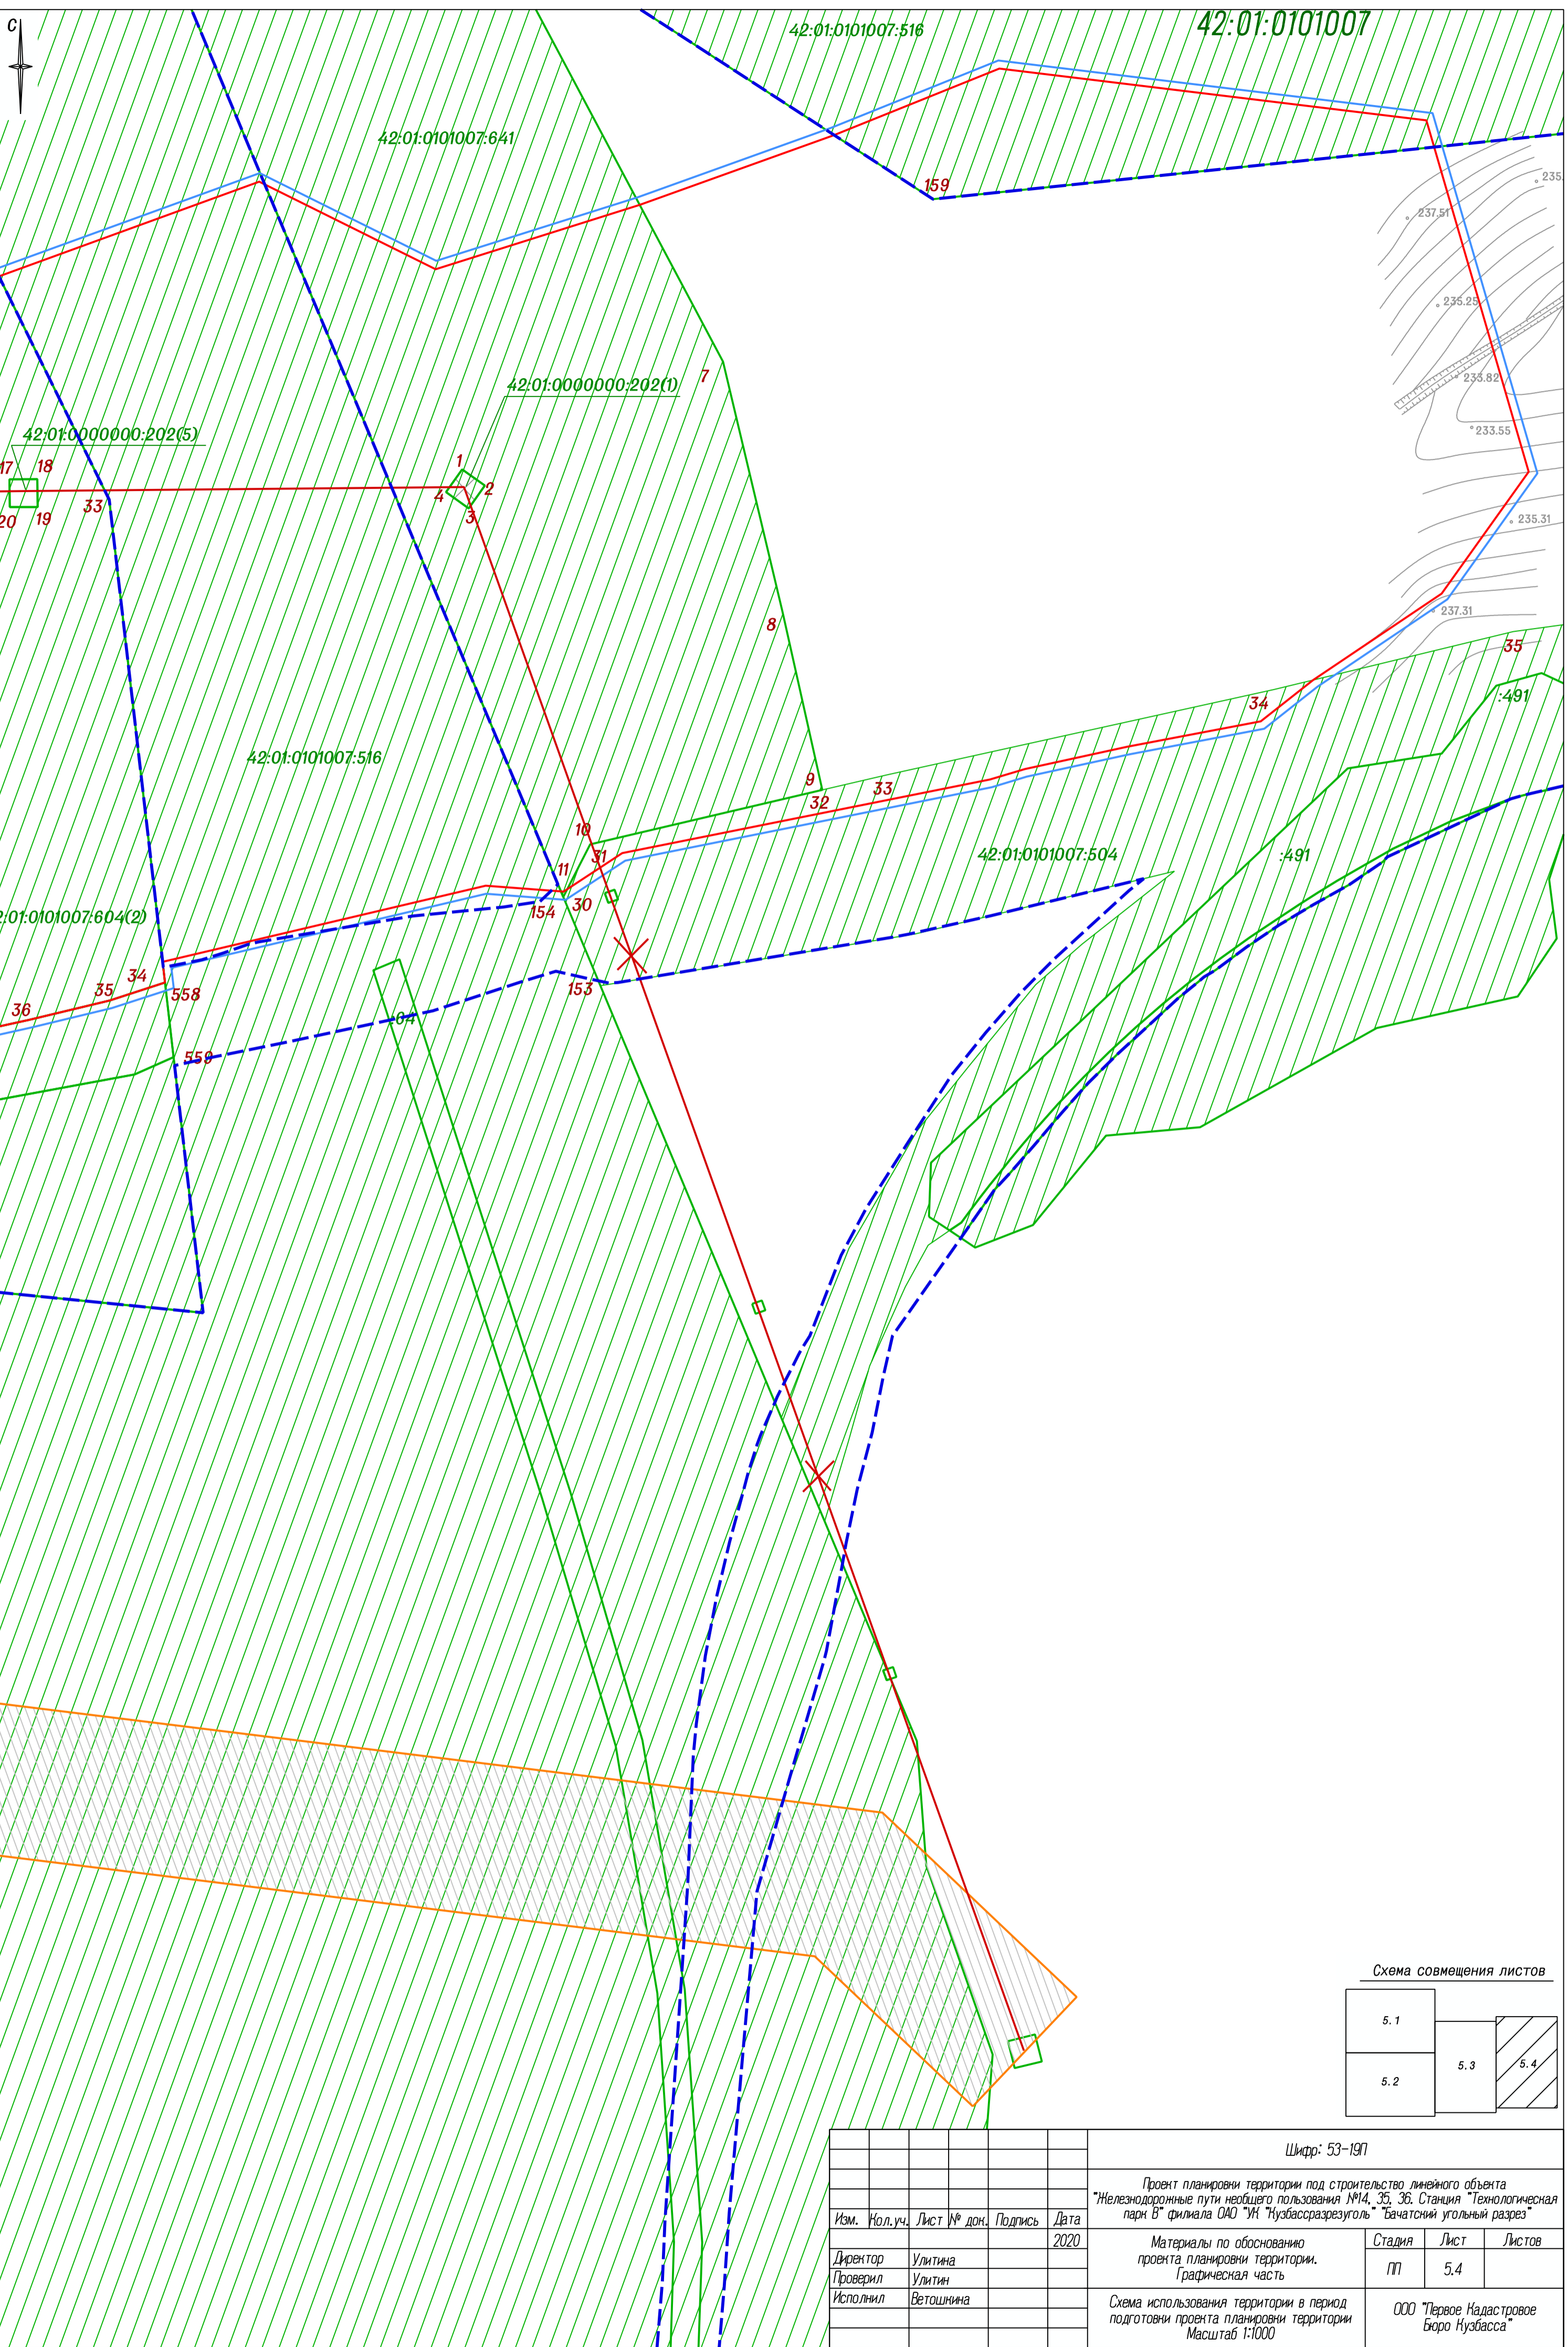 С
42:01:0101007:516
42:01:0101007
42:01:0101007:641
159
235.
237.51
235.25
7
233.82
42:01:0000000:202(1)
42:01:0000000:202(5)
233.55
17
18
1
2
4
3
33
20
19
235.31
237.31
8
35
:491
34
42:01:0101007:516
9
33
32
10
31
42:01:0101007:504
:491
11
30
154
:01:0101007:604(2)
34
153
35
558
36
:04
559
Схема совмещения листов
5.1
5.2
5.3
5.4
Шифр: 53-19П
Проект планировки территории под строительство линейного объекта
"Железнодорожные пути необщего пользования №14, 35, 36. Станция "Технологическая
парк В" филиала ОАО "УК "Кузбассразрезуголь" "Бачатский угольный разрез"
Изм. Кол.уч. Лист № док. Подпись Дата
2020
Материалы по обоснованию
проекта планировки территории.
Графическая часть
Стадия Лист Листов
ПП 5.4
Директор Улитина
Проверил Улитин
Исполнил Ветошкина
Схема использования территории в период
подготовки проекта планировки территории
Масштаб 1:1000
ООО "Первое Кадастровое
Бюро Кузбасса"